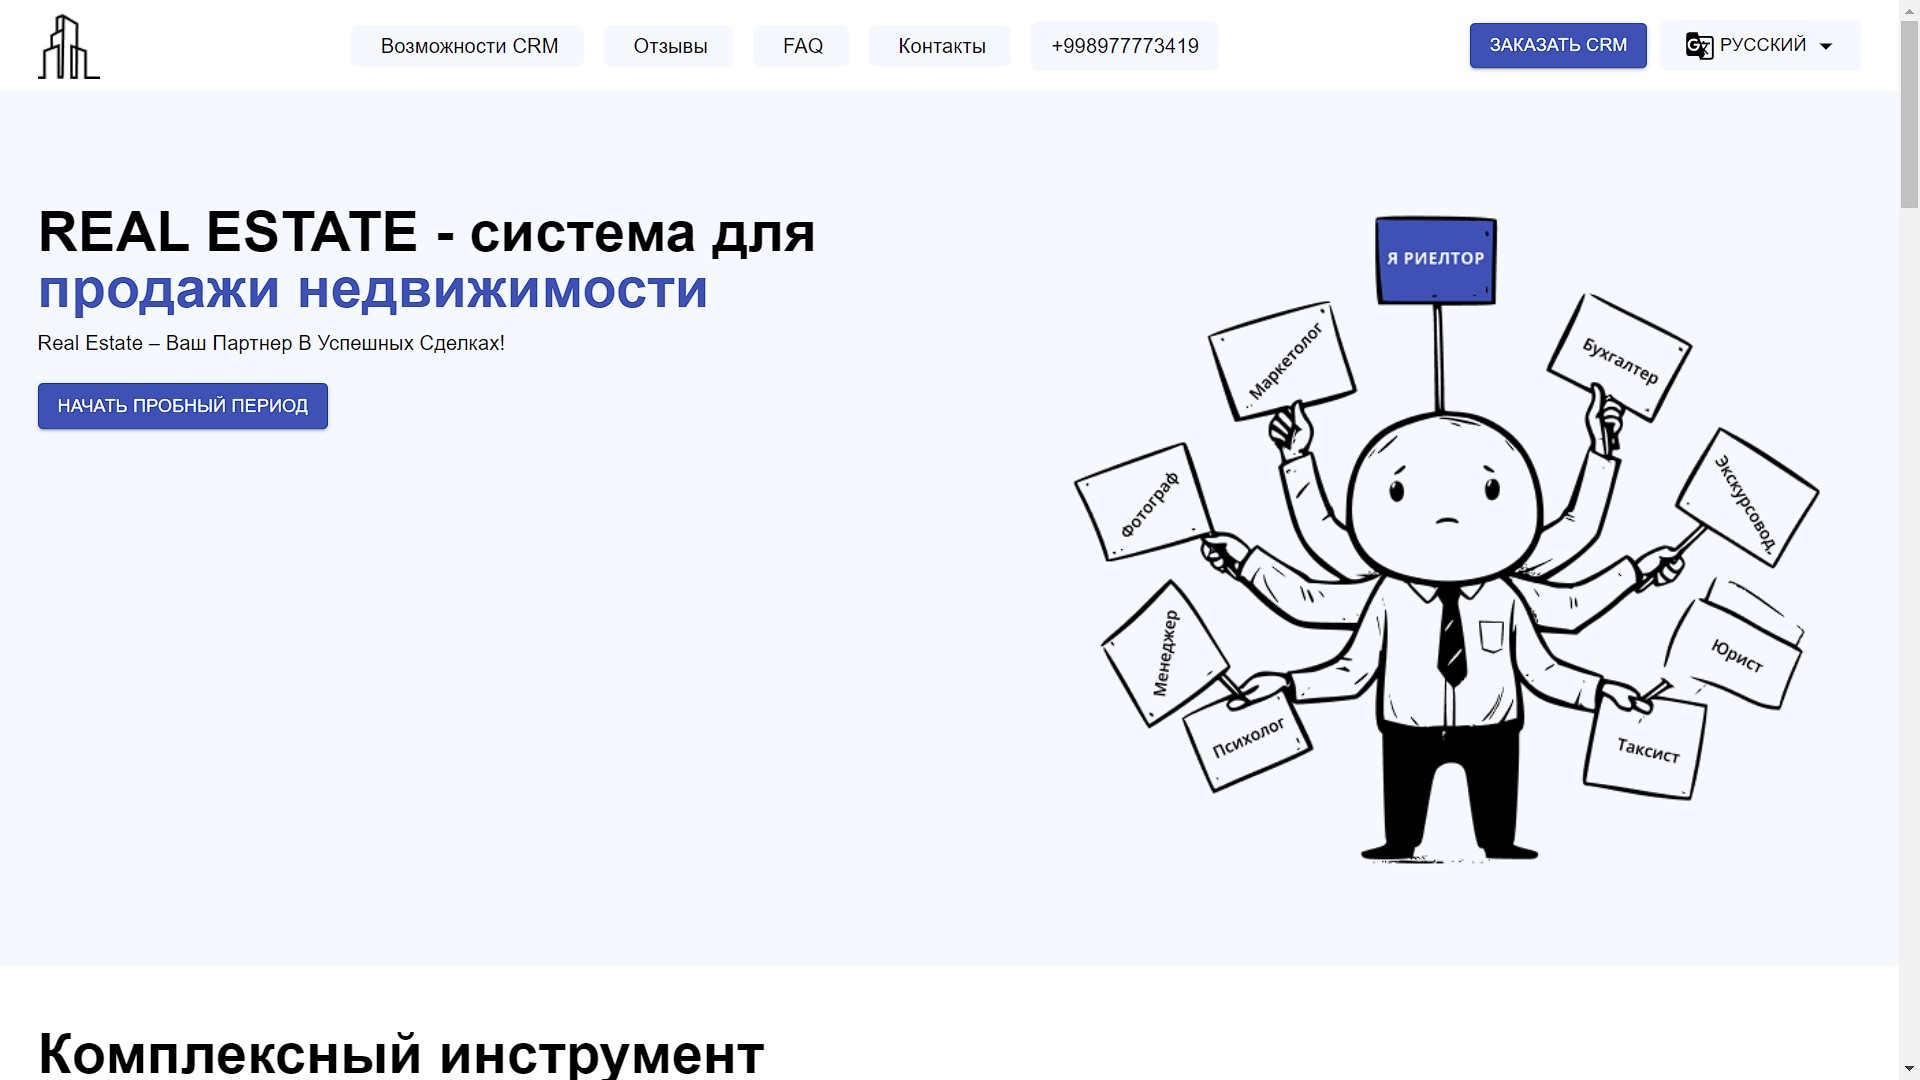 Возможности CRM
Отзывы
FAQ
Контакты
+998977773419
ЗАКАЗАТЬ CRM
РУССКИЙ
REAL ESTATE - система для
продажи недвижимости
Real Estate – Ваш Партнер В Успешных Сделках!
НАЧАТЬ ПРОБНЫЙ ПЕРИОД
Я РИЕЛТОР
Маркетолог
Бухгалтер
Фотограф
Экскурсовод
Менеджер
Юрист
Психолог
Таксист
Комплексный инструмент